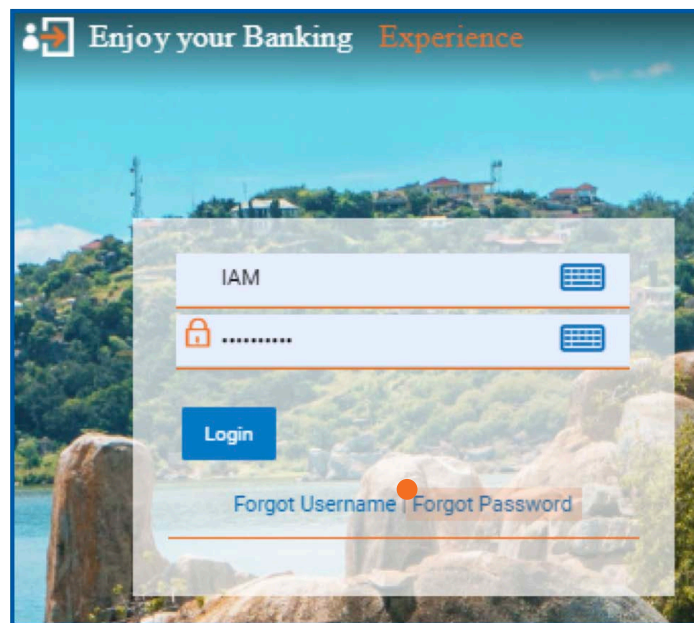 Enjoy your Banking Experience
IAM
..........
Login
Forgot Username | Forgot Password